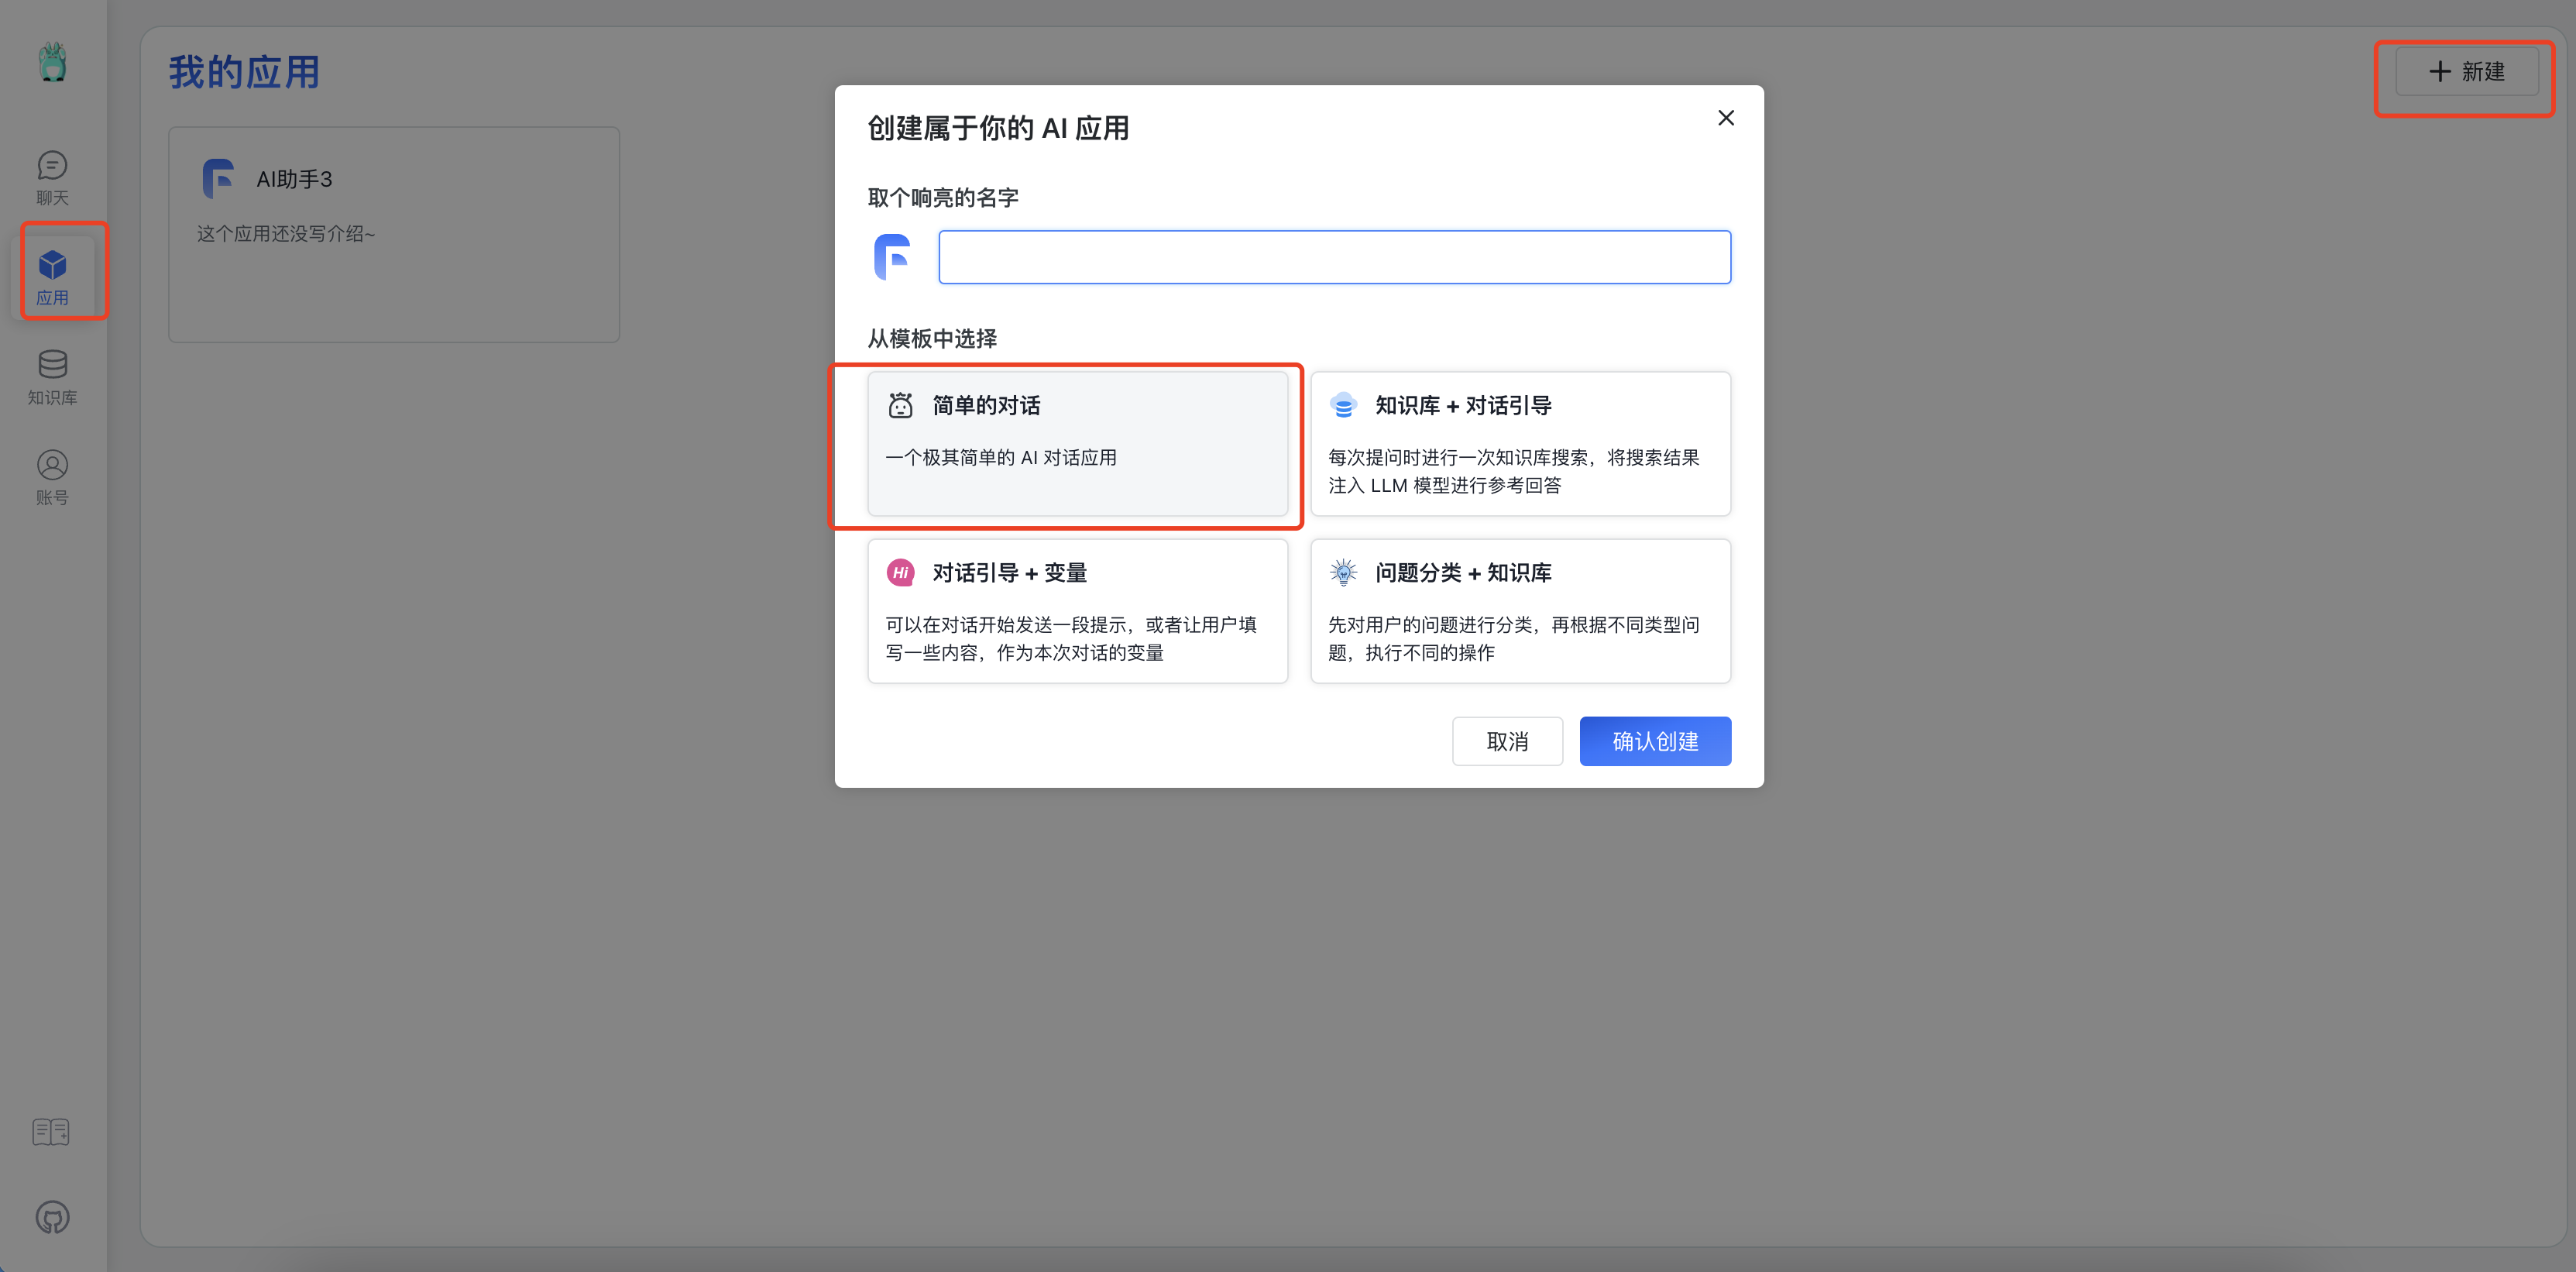 聊天
应用
知识库
账号
我的应用
新建
AI助手3
这个应用还没写介绍~
创建属于你的 AI 应用
取个响亮的名字
从模板中选择
简单的对话
一个极其简单的 AI 对话应用
知识库 + 对话引导
每次提问时进行一次知识库搜索，将搜索结果
注入 LLM 模型进行参考回答
Hi
对话引导 + 变量
可以在对话开始发送一段提示，或者让用户填
写一些内容，作为本次对话的变量
问题分类 + 知识库
先对用户的问题进行分类，再根据不同类型问
题，执行不同的操作
取消
确认创建